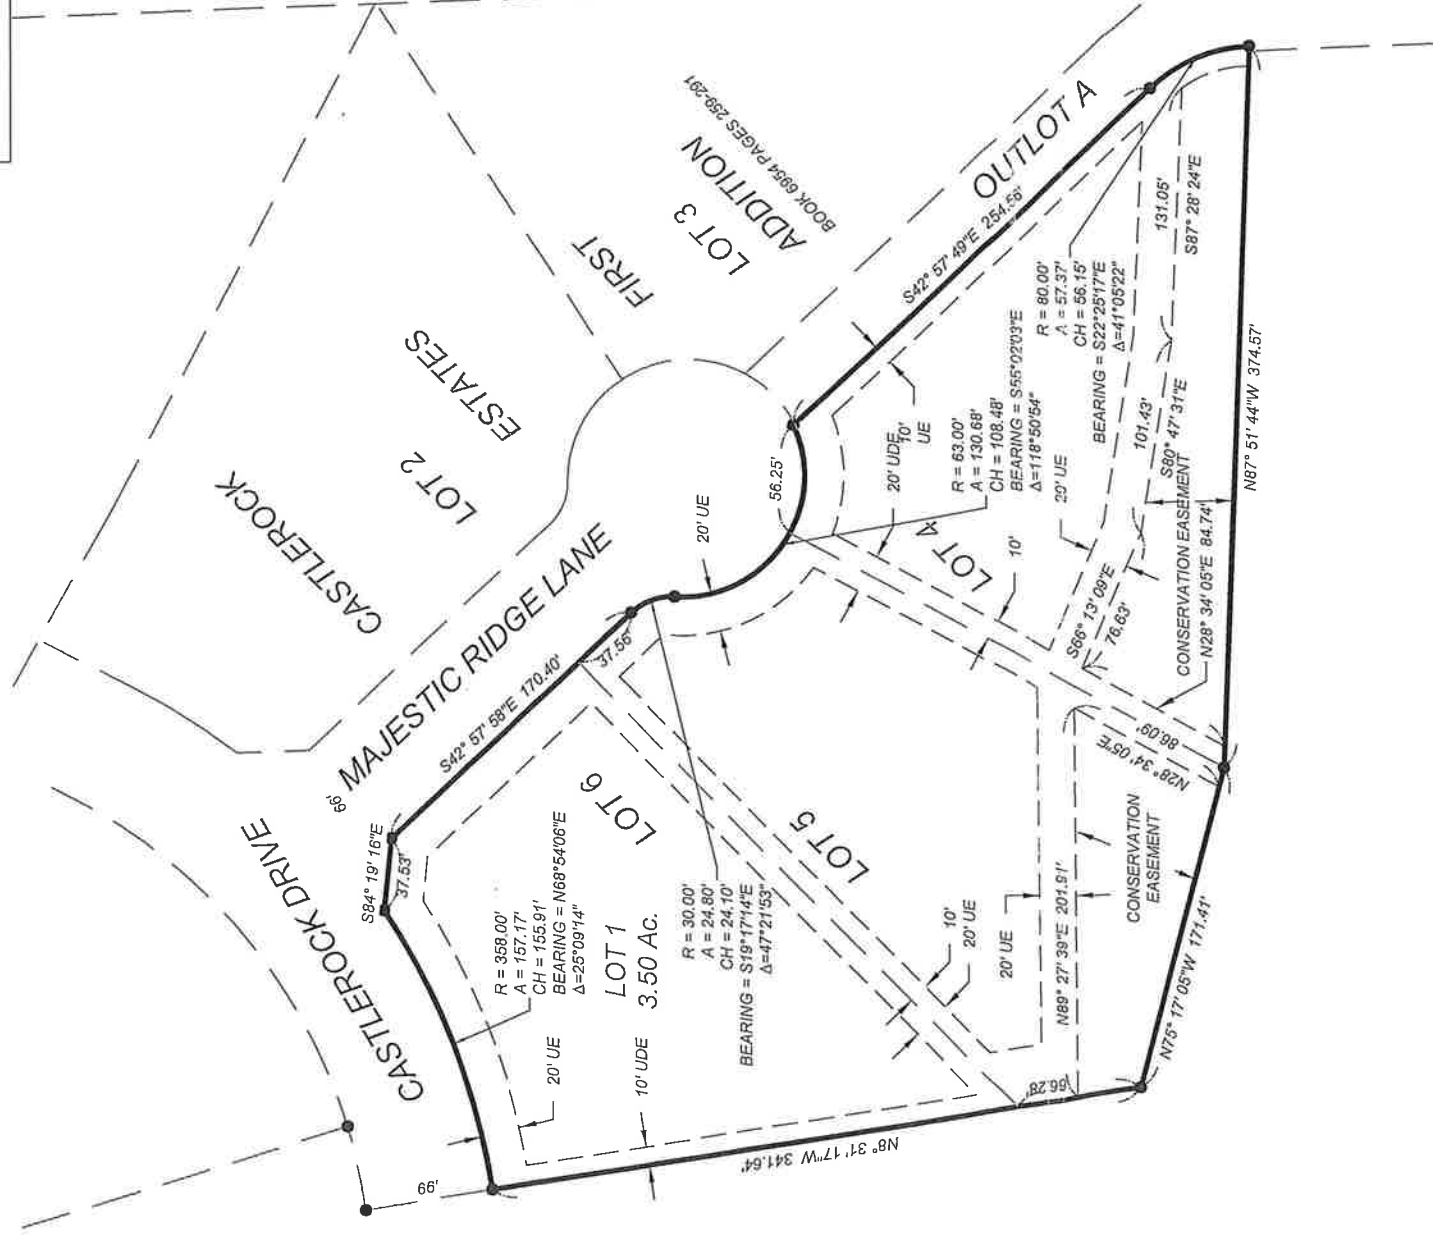 CASTLEROCK
ESTATES
FIRST
ADDITION
BOOK 6954 PAGES 259-291
LOT 2
LOT 3
OUTLOT A
CASTLEROCK DRIVE
66' MAJESTIC RIDGE LANE
66'
S84° 19' 16"E
37.53'
S42° 57' 58"E 170.40'
37.56'
20' UE
56.25'
S42° 57' 49"E 254.56'
R = 358.00'
A = 157.17'
CH = 155.91'
BEARING = N68°54'06"E
Δ=25°09'14"
LOT 1
3.50 Ac.
LOT 6
LOT 5
LOT 4
R = 30.00'
A = 24.80'
CH = 24.10'
BEARING = S19°17'14"E
Δ=47°21'53"
R = 63.00'
A = 130.68'
CH = 108.48'
BEARING = S55°02'03"E
Δ=118°50'54"
R = 80.00'
A = 57.37'
CH = 56.15'
BEARING = S22°25'17"E
Δ=41°05'22"
20' UDE
10'
UE
10'
20' UE
20' UE
10' UDE
10'
20' UE
20' UE
131.05'
S87° 28' 24"E
101.43'
S80° 47' 31"E
S66° 13' 09"E
76.63'
CONSERVATION EASEMENT
N28° 34' 05"E 84.74'
86.09'
N28° 34' 05"E
N89° 27' 39"E 201.91'
CONSERVATION
EASEMENT
66.28'
N8° 31' 17"W 341.64'
N75° 17' 05"W 171.41'
N87° 51' 44"W 374.57'